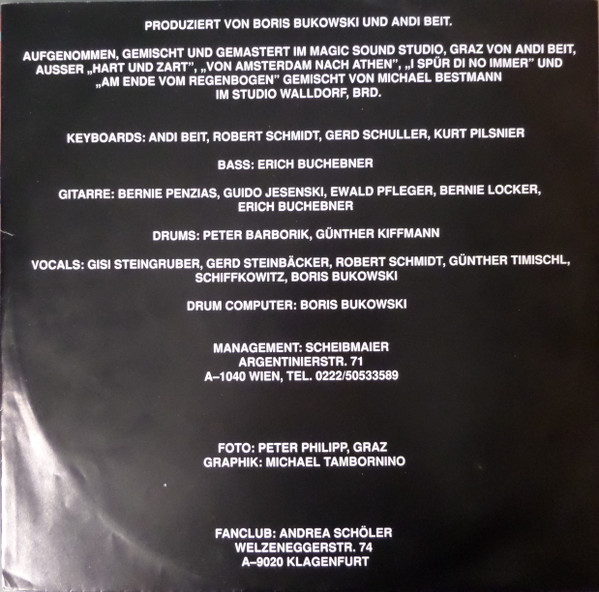 PRODUZIERT VON BORIS BUKOWSKI UND ANDI BEIT.
AUFGENOMMEN, GEMISCHT UND GEMASTERT IM MAGIC SOUND STUDIO, GRAZ VON ANDI BEIT,
AUSSER „HART UND ZART”, „VON AMSTERDAM NACH ATHEN”, „I SPÜR DI NO IMMER” UND
„AM ENDE VOM REGENBOGEN” GEMISCHT VON MICHAEL BESTMANN
IM STUDIO WALLDORF, BRD.
KEYBOARDS: ANDI BEIT, ROBERT SCHMIDT, GERD SCHULLER, KURT PILSNIER
BASS: ERICH BUCHEBNER
GITARRE: BERNIE PENZIAS, GUIDO JESENSKI, EWALD PFLEGER, BERNIE LOCKER,
ERICH BUCHEBNER
DRUMS: PETER BARBORIK, GÜNTHER KIFFMANN
VOCALS: GISI STEINGRUBER, GERD STEINBÄCKER, ROBERT SCHMIDT, GÜNTHER TIMISCHL,
SCHIFFKOWITZ, BORIS BUKOWSKI
DRUM COMPUTER: BORIS BUKOWSKI
MANAGEMENT: SCHEIBMAIER
ARGENTINIERSTR. 71
A–1040 WIEN, TEL. 0222/50533589
FOTO: PETER PHILIPP, GRAZ
GRAPHIK: MICHAEL TAMBORNINO
FANCLUB: ANDREA SCHÖLER
WELZENEGGERSTR. 74
A–9020 KLAGENFURT